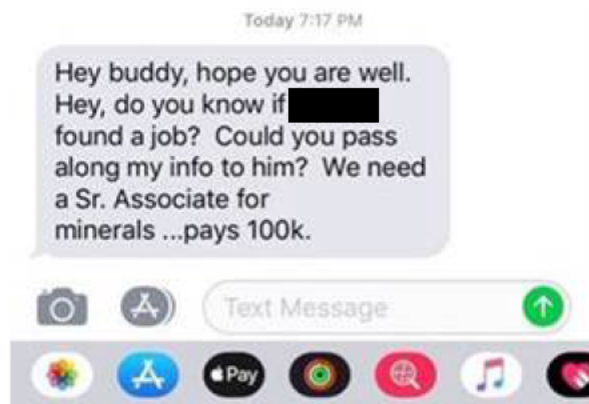 Today 7:17 PM
Hey buddy, hope you are well.
Hey, do you know if
found a job?  Could you pass
along my info to him?  We need
a Sr. Associate for
minerals ...pays 100k.
Text Message
Pay